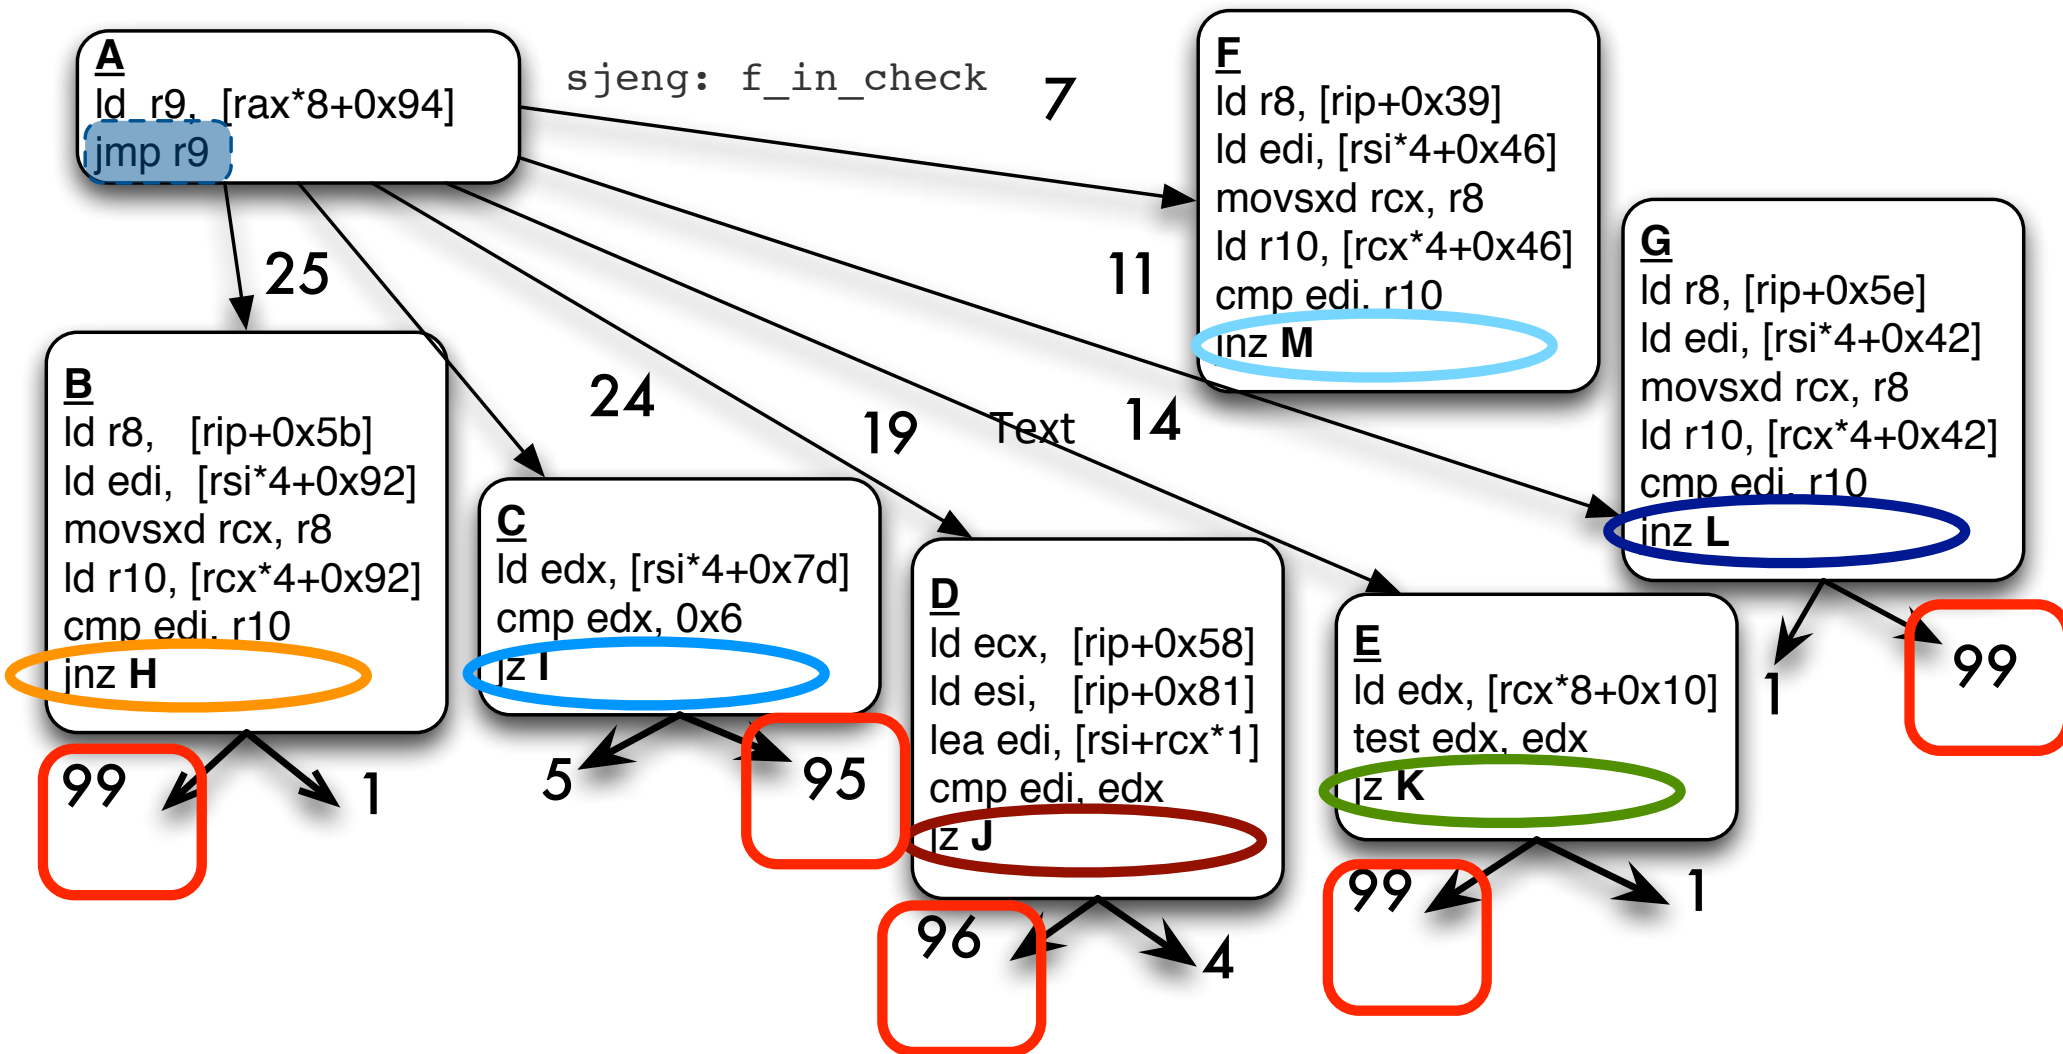 A
ld r9, [rax*8+0x94]
jmp r9
sjeng: f_in_check
7
F
ld r8, [rip+0x39]
ld edi, [rsi*4+0x46]
movsxd rcx, r8
ld r10, [rcx*4+0x46]
cmp edi, r10
jnz M
25
11
G
ld r8, [rip+0x5e]
ld edi, [rsi*4+0x42]
movsxd rcx, r8
ld r10, [rcx*4+0x42]
cmp edi, r10
jnz L
24
19
Text
14
B
ld r8, [rip+0x5b]
ld edi, [rsi*4+0x92]
movsxd rcx, r8
ld r10, [rcx*4+0x92]
cmp edi, r10
jnz H
C
ld edx, [rsi*4+0x7d]
cmp edx, 0x6
jz I
D
ld ecx, [rip+0x58]
ld esi, [rip+0x81]
lea edi, [rsi+rcx*1]
cmp edi, edx
jz J
E
ld edx, [rcx*8+0x10]
test edx, edx
jz K
1
99
99
1
5
95
96
4
99
1